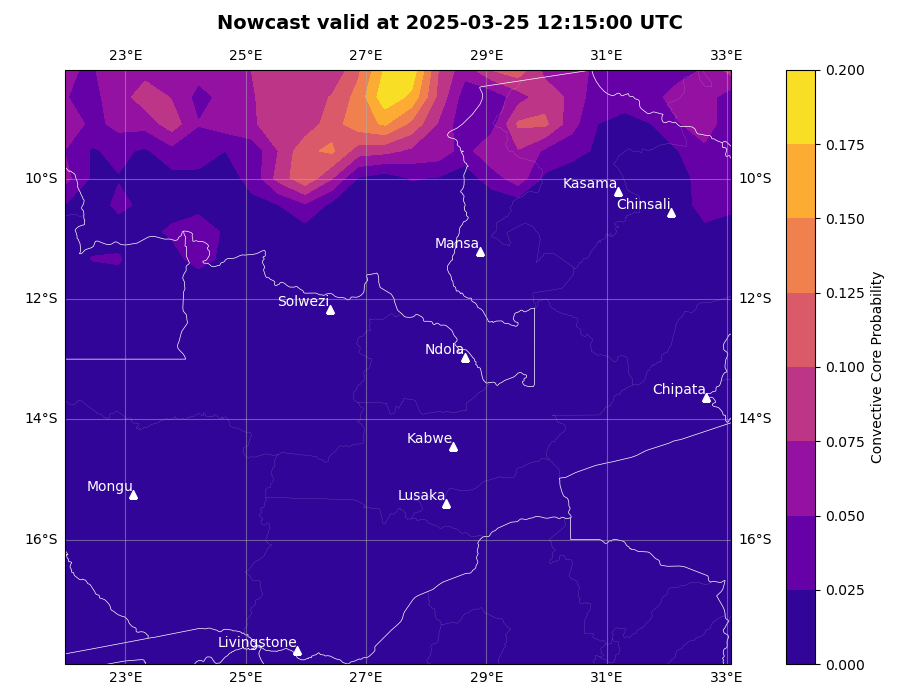 Nowcast valid at 2025-03-25 12:15:00 UTC
23°E 25°E 27°E 29°E 31°E 33°E
0.200
0.175
10°S 10°S
Kasama
Chinsali
0.150
Mansa
12°S 12°S
Solwezi
0.125
Ndola
0.100
Chipata
14°S 14°S
Kabwe
0.075
Mongu
Lusaka
0.050
16°S 16°S
0.025
Livingstone
0.000
23°E 25°E 27°E 29°E 31°E 33°E
Convective Core Probability